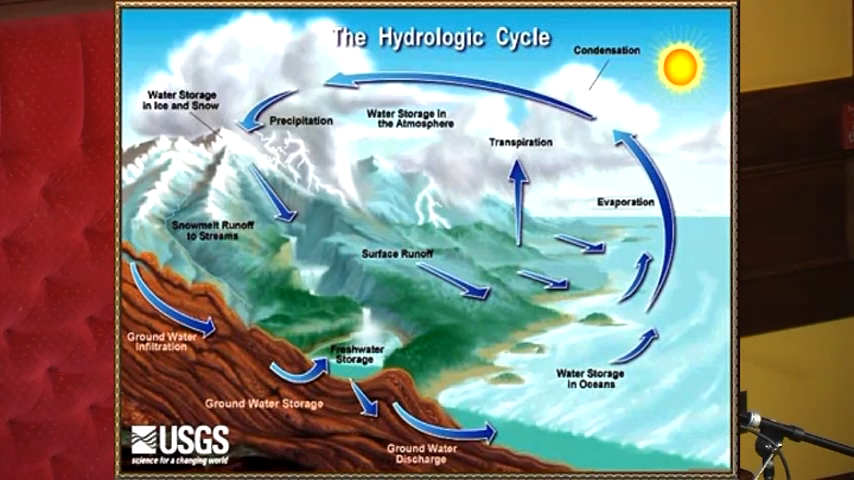 The Hydrologic Cycle
Condensation
Water Storage
in Ice and Snow
Precipitation
Water Storage in
the Atmosphere
Transpiration
Evaporation
Snowmelt Runoff
to Streams
Surface Runoff
Ground Water
Infiltration
Freshwater
Storage
Water Storage
in Oceans
Ground Water Storage
Ground Water
Discharge
USGS
science for a changing world